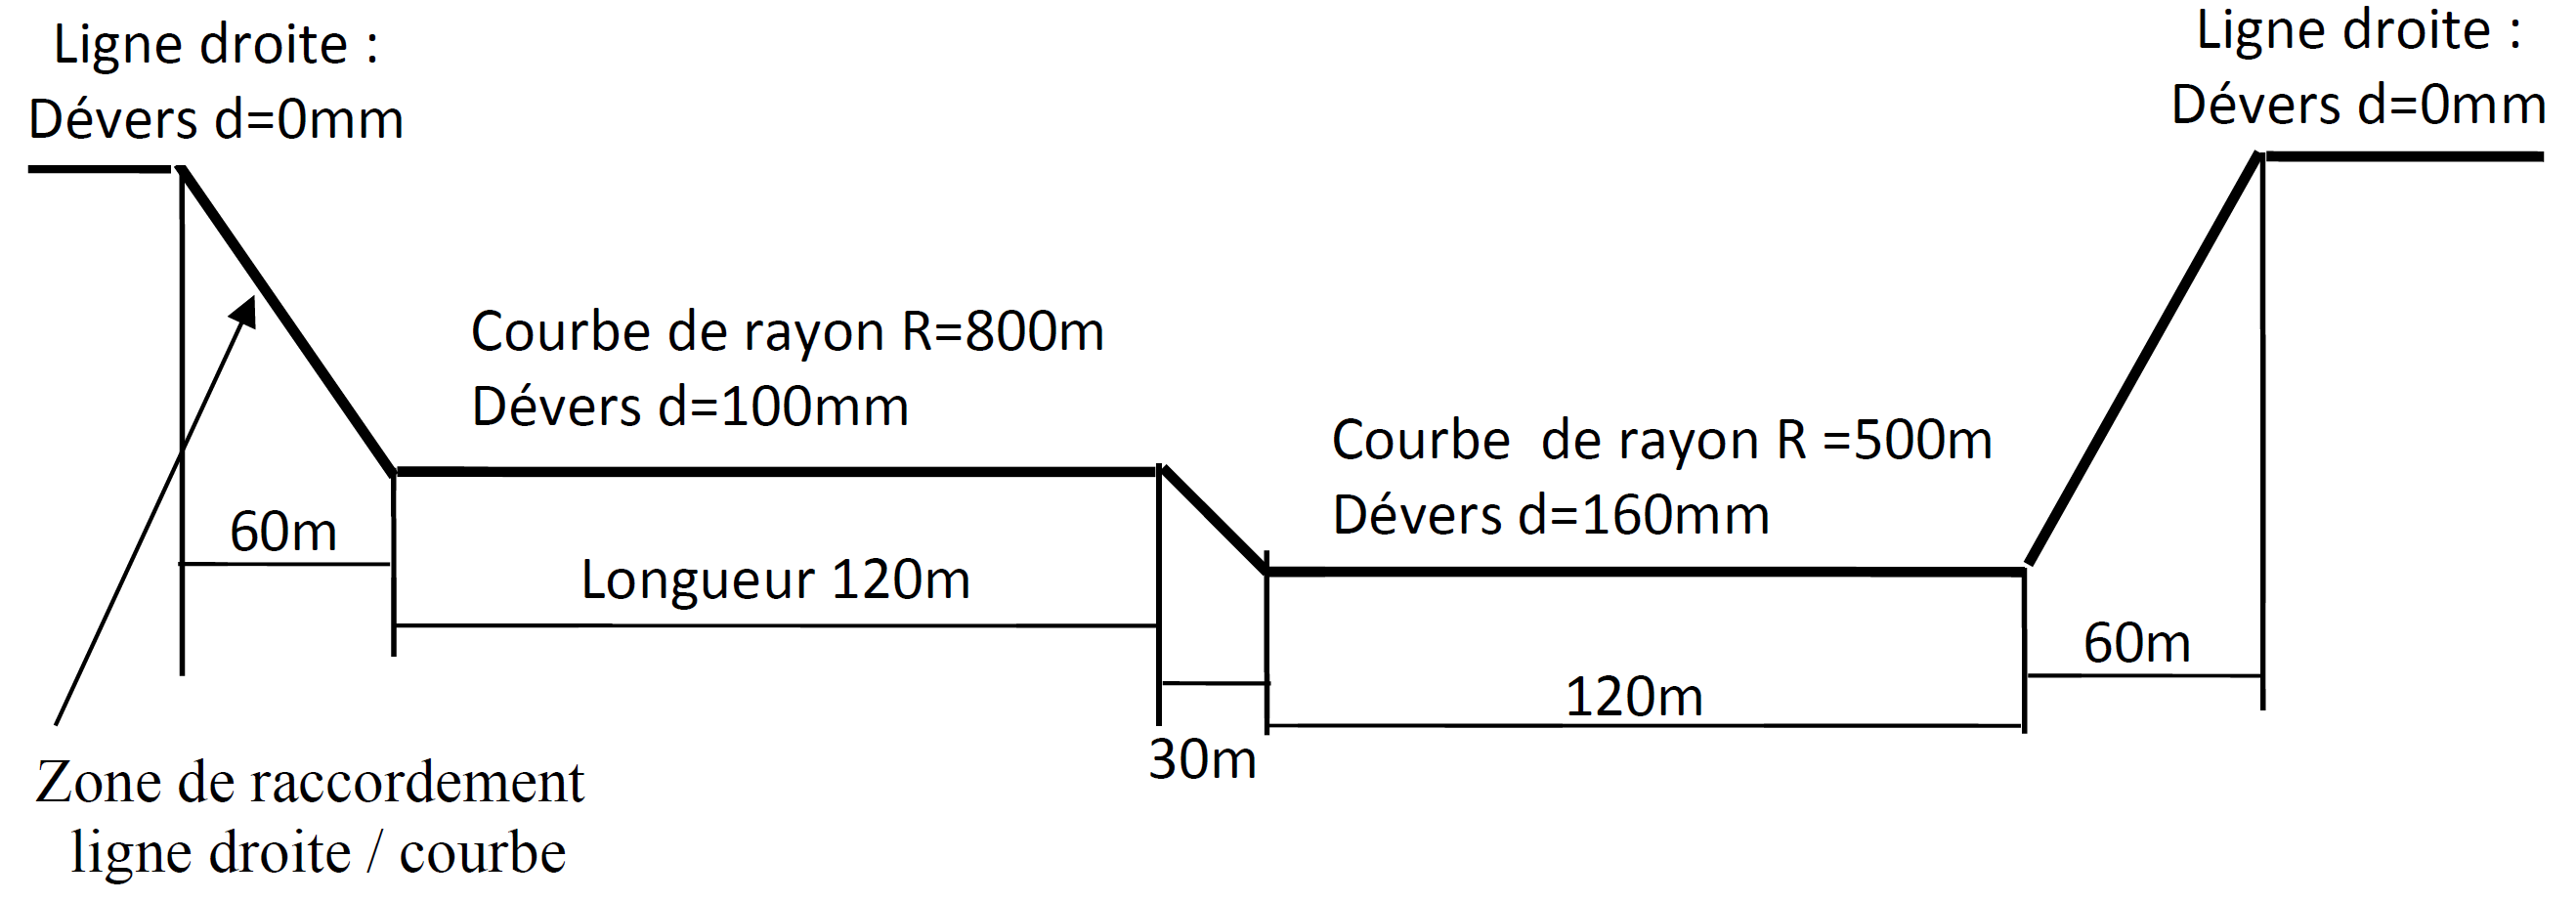 Ligne droite :
Dévers d=0mm
Ligne droite :
Dévers d=0mm
Courbe de rayon R=800m
Dévers d=100mm
Courbe  de rayon R =500m
Dévers d=160mm
60m
Longueur 120m
30m
120m
60m
Zone de raccordement
ligne droite / courbe